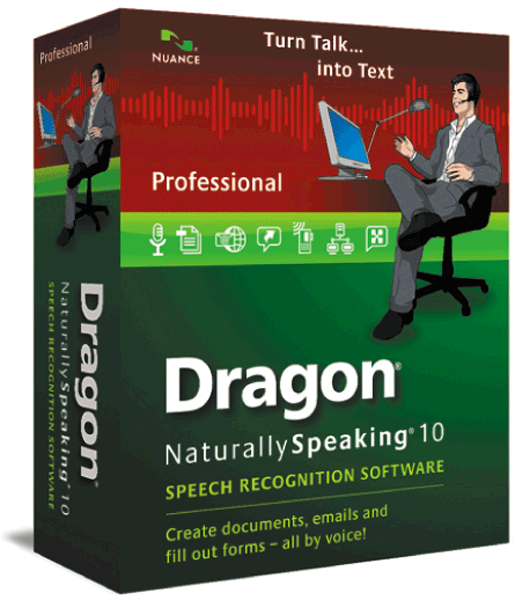 Professional
Dragon
NaturallySpeaking 10
SPEECH RECOGNITION SOFTWARE
NUANCE®
Turn Talk...
into Text
Professional
Dragon®
NaturallySpeaking® 10
SPEECH RECOGNITION SOFTWARE
Create documents, emails and
fill out forms – all by voice!